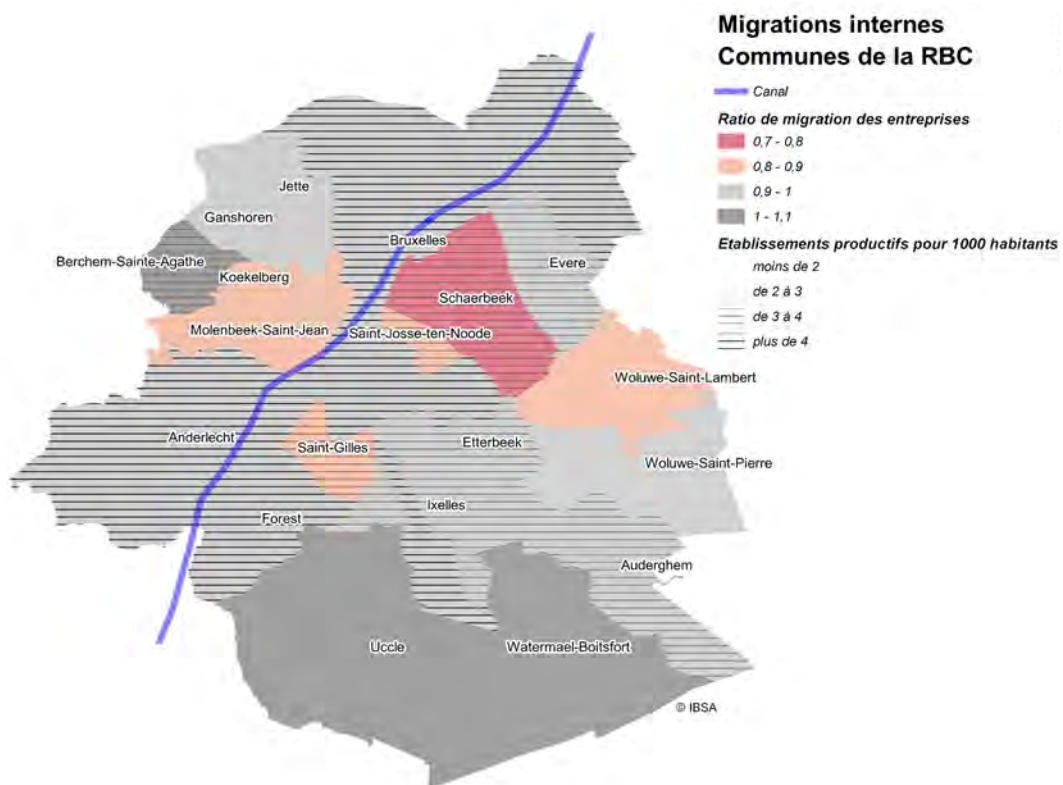 Migrations internes
Communes de la RBC
Canal
Ratio de migration des entreprises
0,7 - 0,8
0,8 - 0,9
0,9 - 1
1 - 1,1
Etablissements productifs pour 1000 habitants
moins de 2
de 2 à 3
de 3 à 4
plus de 4
Jette
Ganshoren
Bruxelles
Berchem-Sainte-Agathe
Evere
Koekelberg
Schaerbeek
Molenbeek-Saint-Jean
Saint-Josse-ten-Noode
Woluwe-Saint-Lambert
Anderlecht
Saint-Gilles
Etterbeek
Woluwe-Saint-Pierre
Ixelles
Forest
Auderghem
Uccle
Watermael-Boitsfort
© IBSA